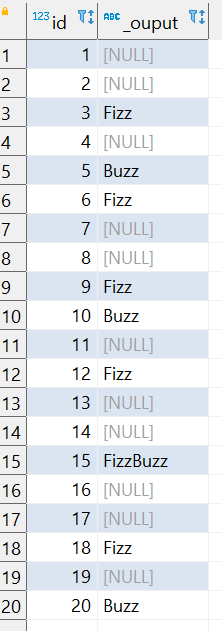 123 id ABC _ouput
1 1 [NULL]
2 2 [NULL]
3 3 Fizz
4 4 [NULL]
5 5 Buzz
6 6 Fizz
7 7 [NULL]
8 8 [NULL]
9 9 Fizz
10 10 Buzz
11 11 [NULL]
12 12 Fizz
13 13 [NULL]
14 14 [NULL]
15 15 FizzBuzz
16 16 [NULL]
17 17 [NULL]
18 18 Fizz
19 19 [NULL]
20 20 Buzz